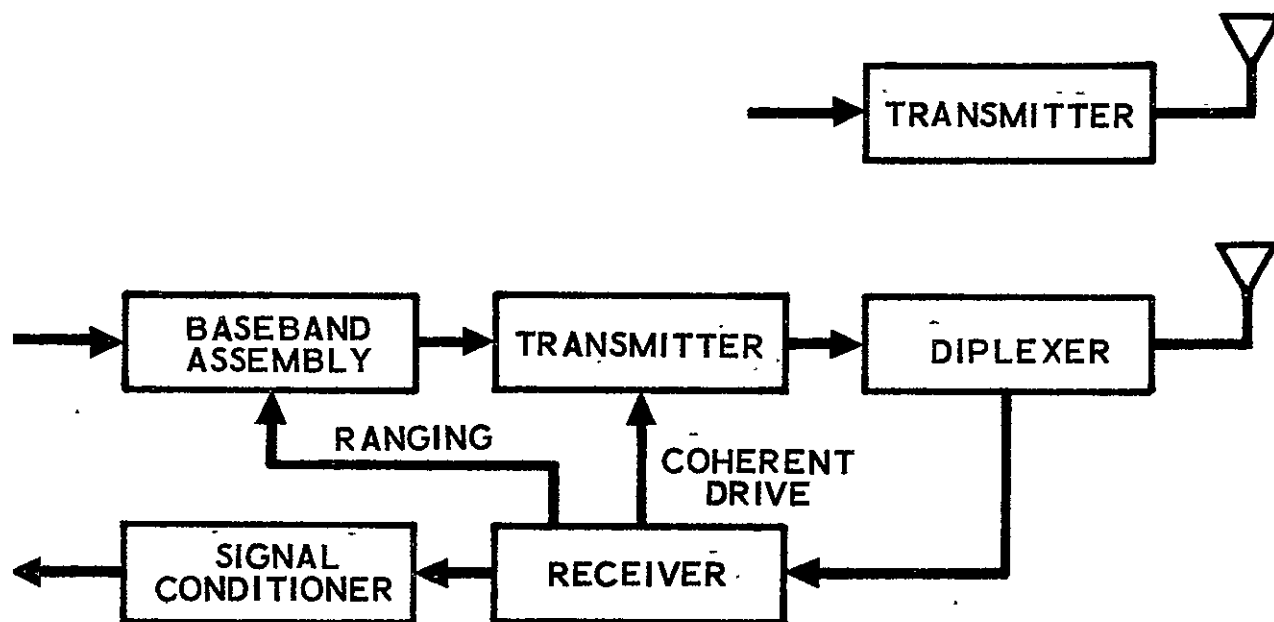 TRANSMITTER
BASEBAND
ASSEMBLY
TRANSMITTER
DIPLEXER
RANGING
COHERENT
DRIVE
SIGNAL
CONDITIONER
RECEIVER